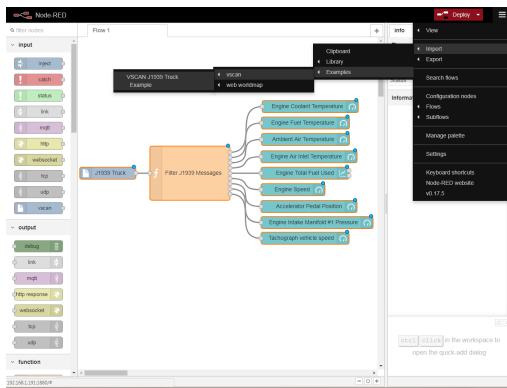 Node-RED
Deploy
filter nodes
Flow 1
info
input
inject
catch
status
link
mqtt
http
websocket
tcp
udp
vscan
output
debug
link
mqtt
http response
websocket
tcp
udp
function
VSCAN J1939 Truck
Example
vscan
web worldmap
Clipboard
Library
Examples
View
Import
Export
Search flows
Configuration nodes
Flows
Subflows
Manage palette
Settings
Keyboard shortcuts
Node-RED website
v0.17.5
Status
Informa
J1939 Truck
Filter J1939 Messages
Engine Coolant Temperature
Engine Fuel Temperature
Ambient Air Temperature
Engine Air Inlet Temperature
Engine Total Fuel Used
Engine Speed
Accelerator Pedal Position
Engine Intake Manifold #1 Pressure
Tachograph vehicle speed
ctrl click in the workspace to
open the quick add dialog
192.168.1.191:1880/#